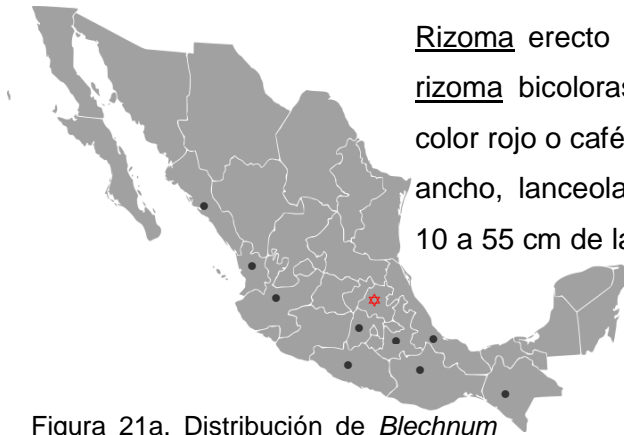 Rizoma erecto
rizoma bicoloras
color rojo o café
ancho, lanceola
10 a 55 cm de la
Figura 21a. Distribución de Blechnum